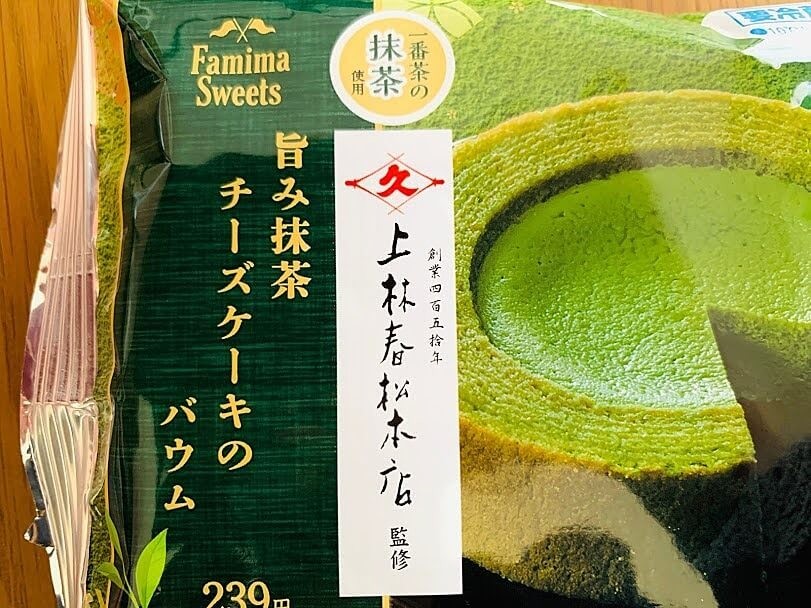 Famima
Sweets
一番茶の
抹茶
使用
旨み抹茶
チーズケーキの
バウム
久
創業四百五拾年
上林春松本店
監修
239円